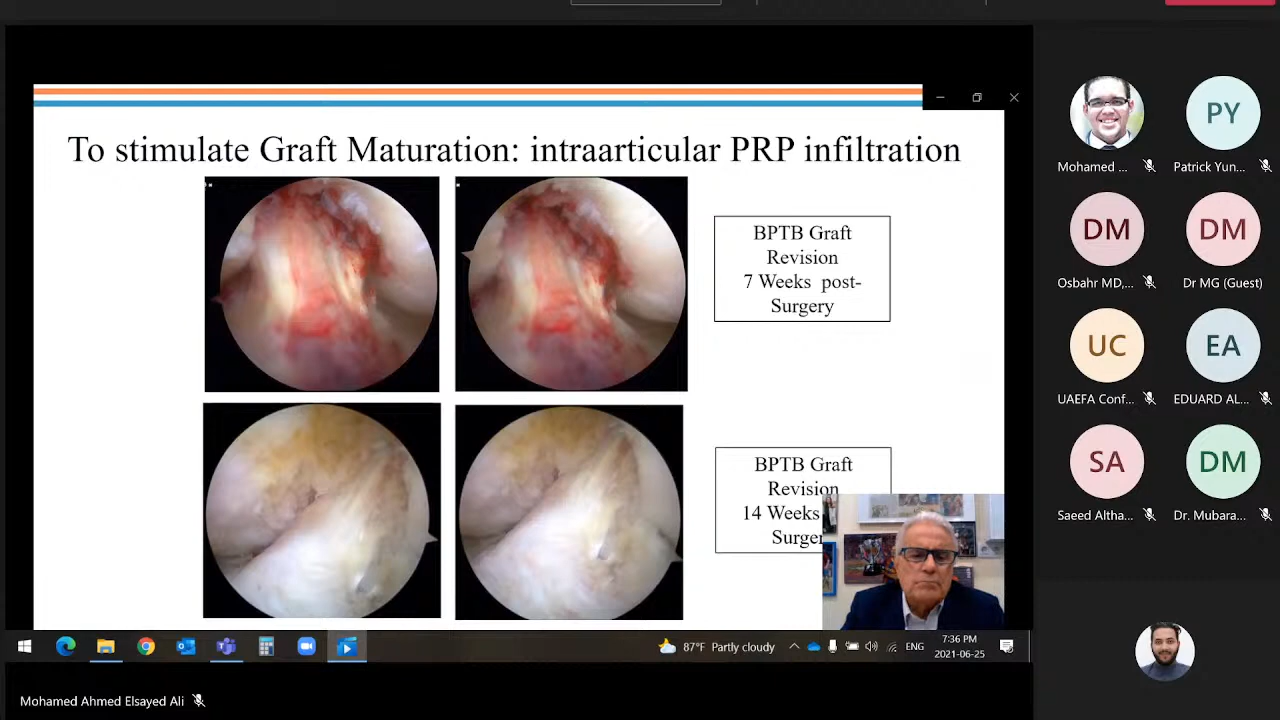 To stimulate Graft Maturation: intraarticular PRP infiltration
BPTB Graft
Revision
7 Weeks post-
Surgery
BPTB Graft
Revision
14 Weeks
PY
Mohamed ...
Patrick Yun...
DM
DM
Osbahr MD,...
Dr MG (Guest)
UC
EA
UAEFA Conf...
EDUARD AL...
SA
DM
Saeed Altha...
Dr. Mubara...
87°F Partly cloudy
ENG
7:36 PM
2021-06-25
Mohamed Ahmed Elsayed Ali